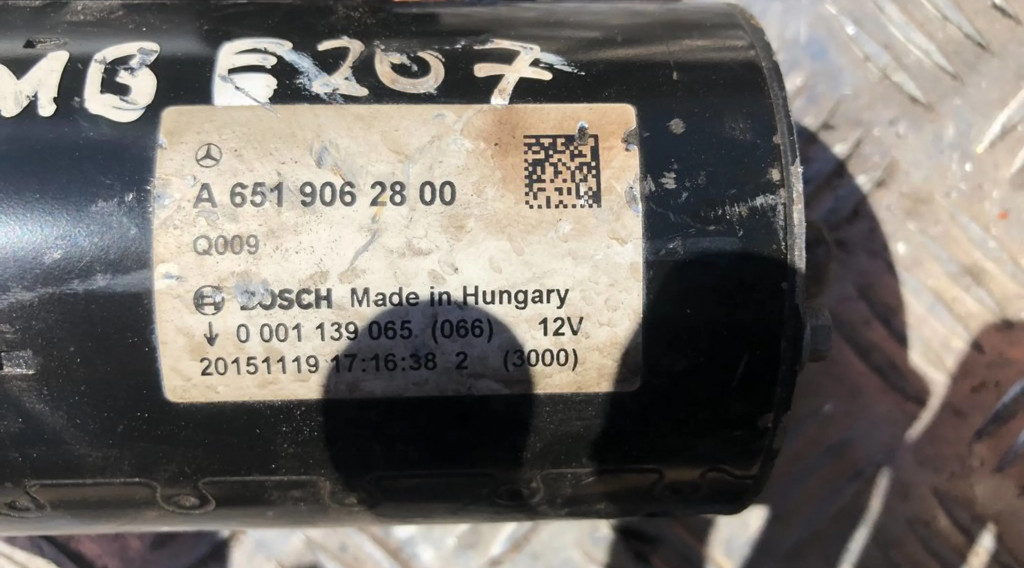 MB E207
A 651 906 28 00
Q009
BOSCH Made in Hungary
↓ 0 001 139 065 (066) 12V
20151119 17:16:38 2 (3000)